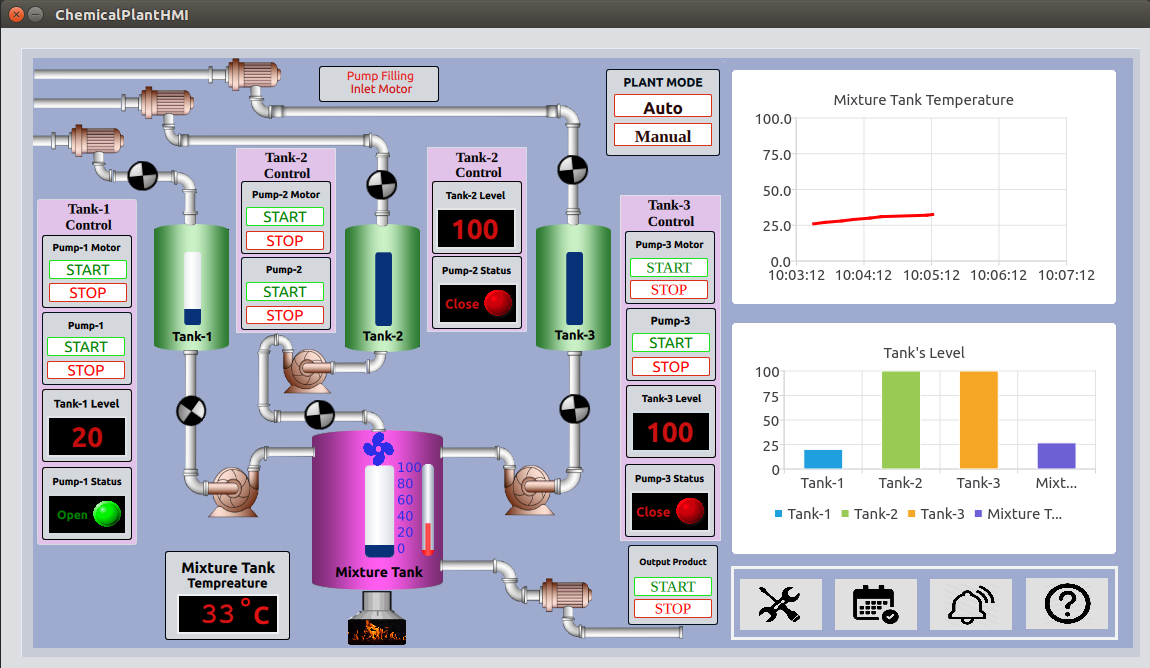 ChemicalPlantHMI
Pump Filling
Inlet Motor
PLANT MODE
Auto
Manual
Tank-1
Control
Pump-1 Motor
START
STOP
Pump-1
START
STOP
Tank-1 Level
20
Pump-1 Status
Open
Tank-2
Control
Pump-2 Motor
START
STOP
Pump-2
START
STOP
Tank-2
Control
Tank-2 Level
100
Pump-2 Status
Close
Tank-3
Control
Pump-3 Motor
START
STOP
Pump-3
START
STOP
Tank-3 Level
100
Pump-3 Status
Close
Tank-1
Tank-2
Tank-3
100
80
60
40
20
0
Mixture Tank
Mixture Tank
Tempreature
33°C
Output Product
START
STOP
Mixture Tank Temperature
100.0
75.0
50.0
25.0
0.0
10:03:12 10:04:12 10:05:12 10:06:12 10:07:12
Tank's Level
100
75
50
25
0
Tank-1 Tank-2 Tank-3 Mixt...
Tank-1 Tank-2 Tank-3 Mixture T...
?